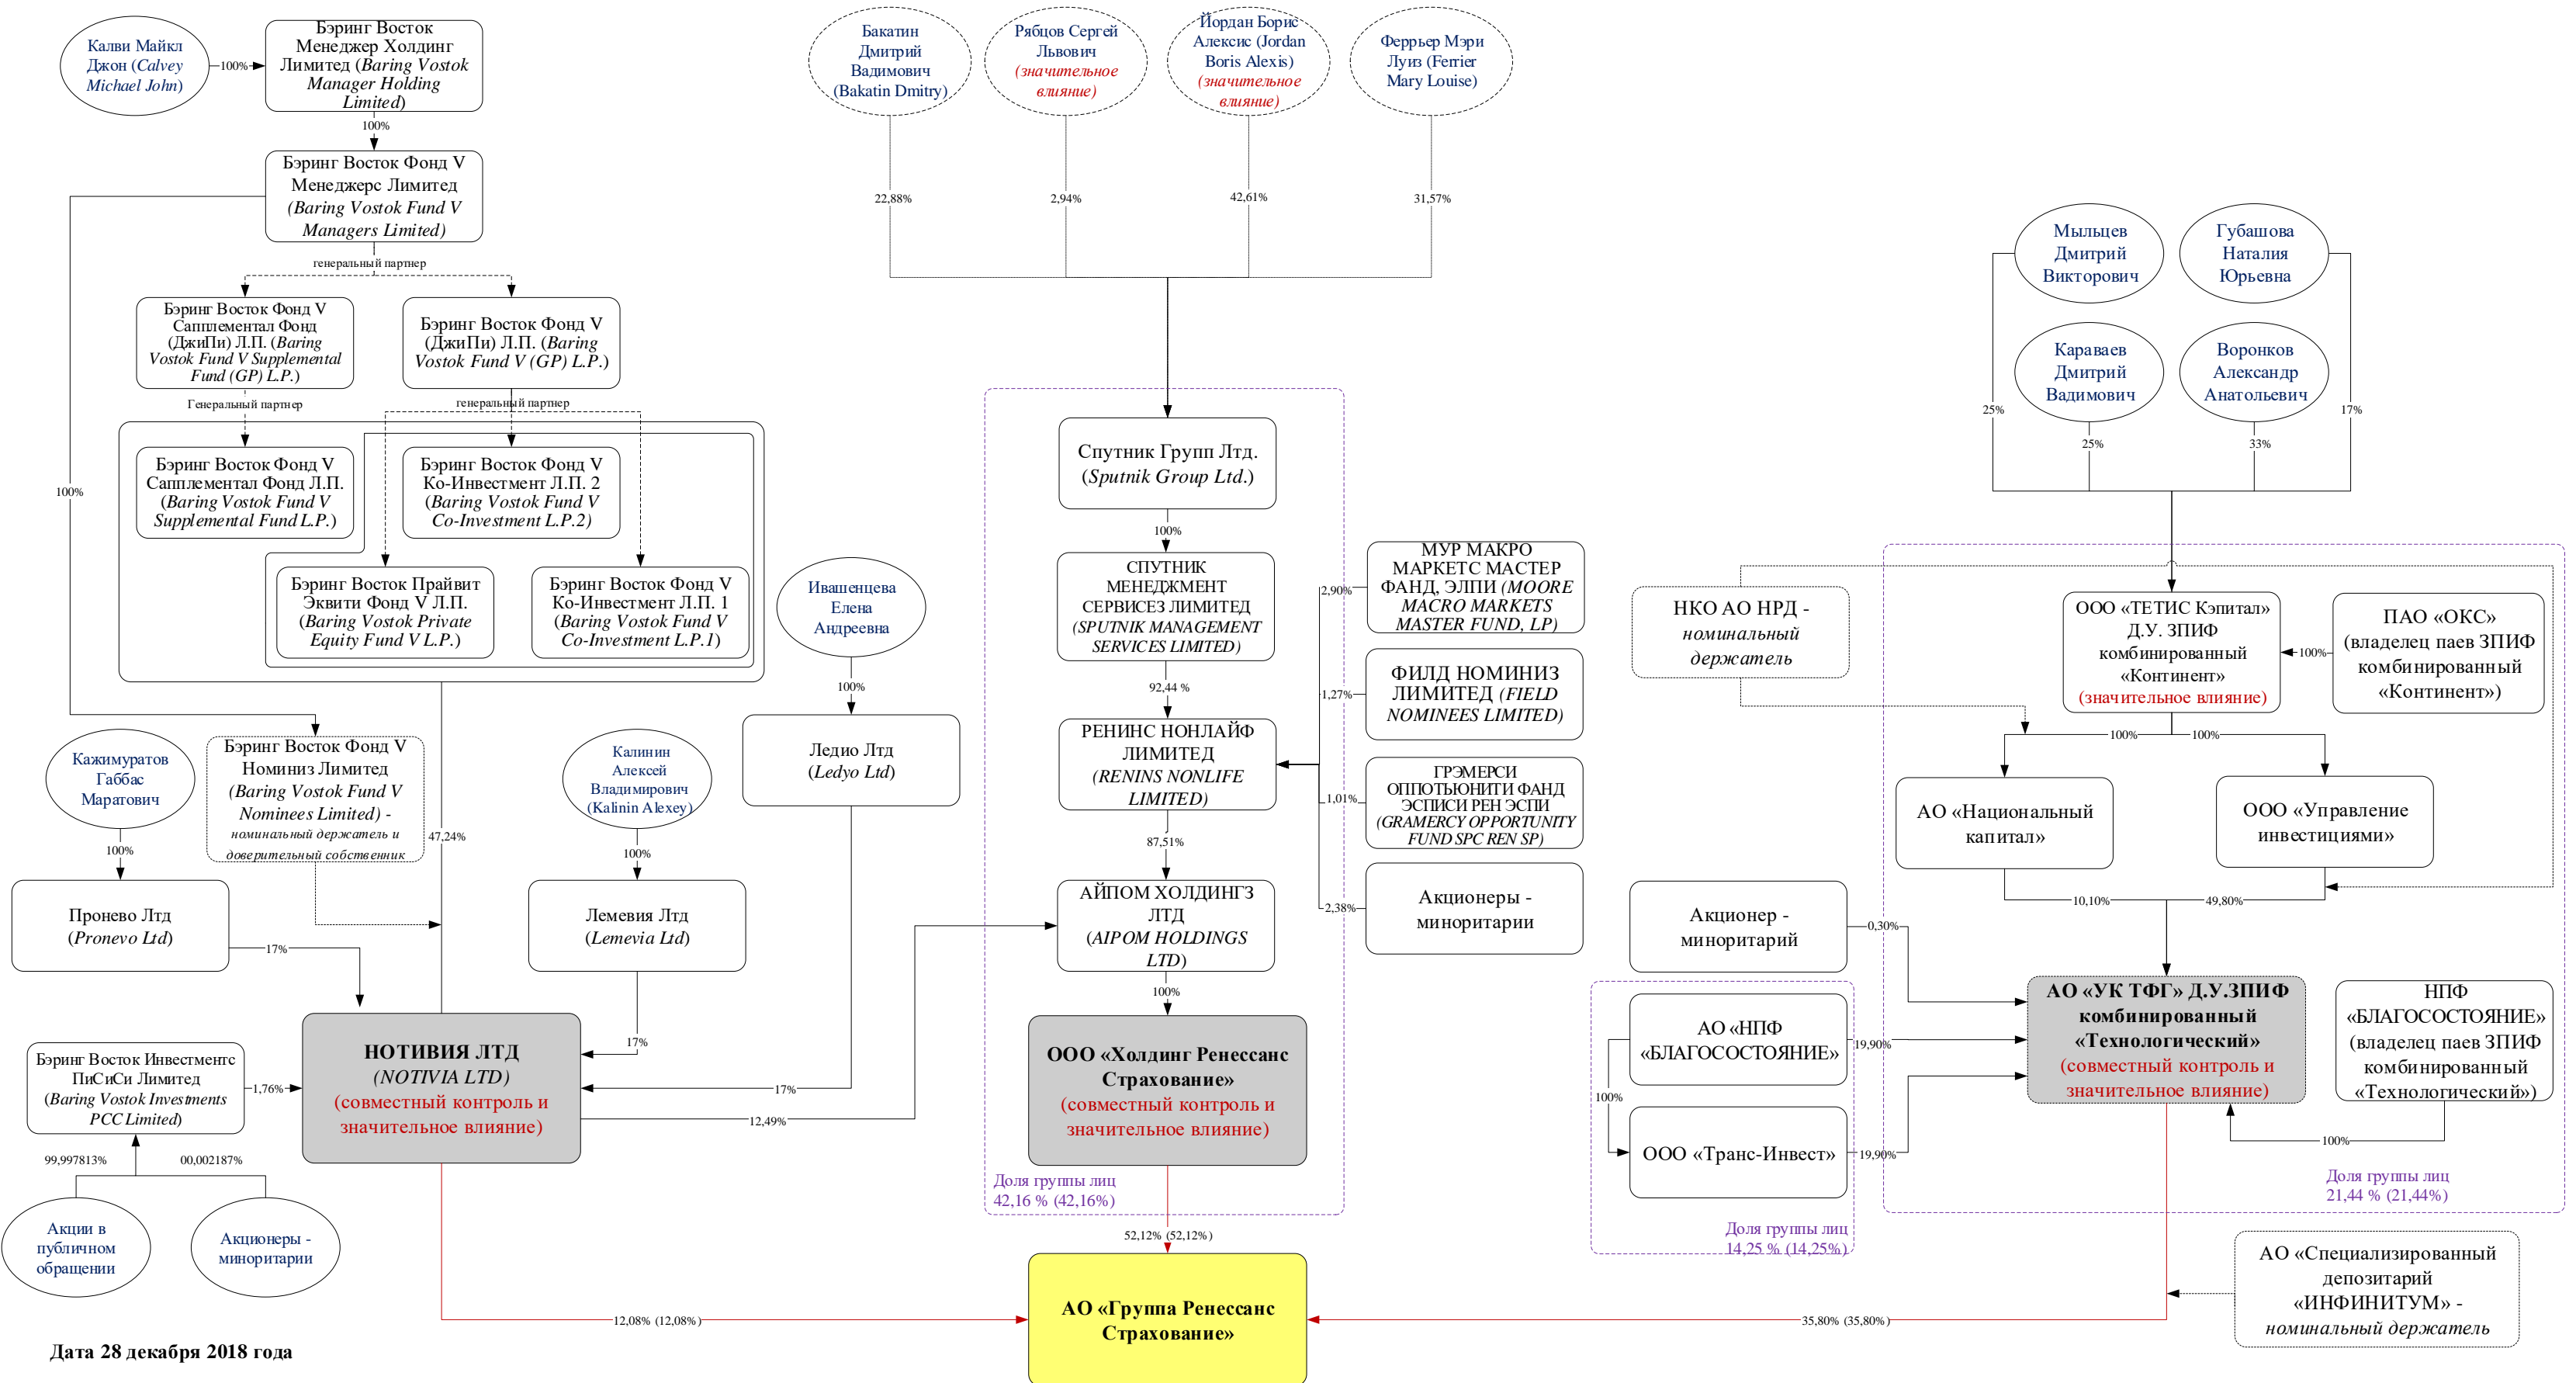 Калви Майкл
Джон (Calvey
Michael John)
100%
Бэринг Восток
Менеджер Холдинг
Лимитед (Baring Vostok
Manager Holding
Limited)
100%
Бэринг Восток Фонд V
Менеджерс Лимитед
(Baring Vostok Fund V
Managers Limited)
генеральный партнер
100%
Бэринг Восток Фонд V
Сапплементал Фонд
(ДжиПи) Л.П. (Baring
Vostok Fund V Supplemental
Fund (GP) L.P.)
Бэринг Восток Фонд V
(ДжиПи) Л.П. (Baring
Vostok Fund V (GP) L.P.)
Генеральный партнер
генеральный партнер
Бэринг Восток Фонд V
Сапплементал Фонд Л.П.
(Baring Vostok Fund V
Supplemental Fund L.P.)
Бэринг Восток Фонд V
Ко-Инвестмент Л.П. 2
(Baring Vostok Fund V
Co-Investment L.P.2)
Бэринг Восток Прайвит
Эквити Фонд V Л.П.
(Baring Vostok Private
Equity Fund V L.P.)
Бэринг Восток Фонд V
Ко-Инвестмент Л.П. 1
(Baring Vostok Fund V
Co-Investment L.P.1)
Кажимуратов
Габбас
Маратович
100%
Бэринг Восток Фонд V
Номиниз Лимитед
(Baring Vostok Fund V
Nominees Limited) -
номинальный держатель и
доверительный собственник
47,24%
Калинин
Алексей
Владимирович
(Kalinin Alexey)
100%
Ивашенцева
Елена
Андреевна
100%
Ледио Лтд
(Ledyo Ltd)
Пронево Лтд
(Pronevo Ltd)
17%
Лемевия Лтд
(Lemevia Ltd)
17%
17%
12,49%
Бэринг Восток Инвестментс
ПиСиСи Лимитед
(Baring Vostok Investments
PCC Limited)
1,76%
НОТИВИЯ ЛТД
(NOTIVIA LTD)
(совместный контроль и
значительное влияние)
99,997813%
00,002187%
Акции в
публичном
обращении
Акционеры -
миноритарии
12,08% (12,08%)
Дата 28 декабря 2018 года
Бакатин
Дмитрий
Вадимович
(Bakatin Dmitry)
Рябцов Сергей
Львович
(значительное
влияние)
Йордан Борис
Алексис (Jordan
Boris Alexis)
(значительное
влияние)
Феррьер Мэри
Луиз (Ferrier
Mary Louise)
22,88%
2,94%
42,61%
31,57%
Спутник Групп Лтд.
(Sputnik Group Ltd.)
100%
СПУТНИК
МЕНЕДЖМЕНТ
СЕРВИСЕЗ ЛИМИТЕД
(SPUTNIK MANAGEMENT
SERVICES LIMITED)
92,44 %
РЕНИНС НОНЛАЙФ
ЛИМИТЕД
(RENINS NONLIFE
LIMITED)
87,51%
АЙПОМ ХОЛДИНГЗ
ЛТД
(AIPOM HOLDINGS
LTD)
100%
ООО «Холдинг Ренессанс
Страхование»
(совместный контроль и
значительное влияние)
Доля группы лиц
42,16 % (42,16%)
52,12% (52,12%)
АО «Группа Ренессанс
Страхование»
2,90%
МУР МАКРО
МАРКЕТС МАСТЕР
ФАНД, ЭЛПИ (MOORE
MACRO MARKETS
MASTER FUND, LP)
1,27%
ФИЛД НОМИНИЗ
ЛИМИТЕД (FIELD
NOMINEES LIMITED)
1,01%
ГРЭМЕРСИ
ОППОТЬЮНИТИ ФАНД
ЭСПИСИ РЕН ЭСПИ
(GRAMERCY OPPORTUNITY
FUND SPC REN SP)
2,38%
Акционеры -
миноритарии
Мыльцев
Дмитрий
Викторович
Губашова
Наталия
Юрьевна
Караваев
Дмитрий
Вадимович
Воронков
Александр
Анатольевич
25%
25%
33%
17%
НКО АО НРД -
номинальный
держатель
ООО «ТЕТИС Кэпитал»
Д.У. ЗПИФ
комбинированный
«Континент»
(значительное влияние)
100%
ПАО «ОКС»
(владелец паев ЗПИФ
комбинированный
«Континент»)
100%
100%
АО «Национальный
капитал»
ООО «Управление
инвестициями»
10,10%
49,80%
Акционер -
миноритарий
0,30%
АО «НПФ
«БЛАГОСОСТОЯНИЕ»
19,90%
100%
ООО «Транс-Инвест»
19,90%
Доля группы лиц
14,25 % (14,25%)
АО «УК ТФГ» Д.У.ЗПИФ
комбинированный
«Технологический»
(совместный контроль и
значительное влияние)
НПФ
«БЛАГОСОСТОЯНИЕ»
(владелец паев ЗПИФ
комбинированный
«Технологический»)
100%
Доля группы лиц
21,44 % (21,44%)
35,80% (35,80%)
АО «Специализированный
депозитарий
«ИНФИНИТУМ» -
номинальный держатель